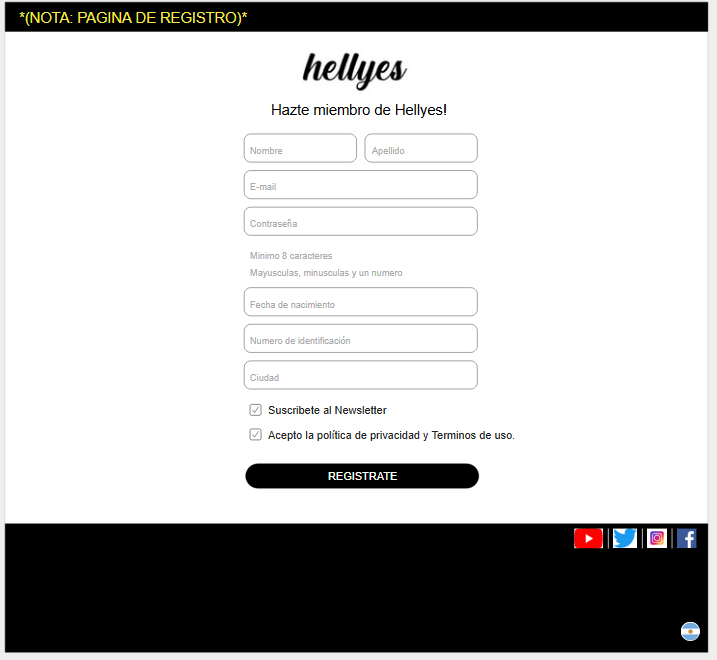 *(NOTA: PAGINA DE REGISTRO)*
hellyes
Hazte miembro de Hellyes!
Nombre Apellido
E-mail
Contraseña
Minimo 8 caracteres
Mayusculas, minusculas y un numero
Fecha de nacimiento
Numero de identificación
Ciudad
Suscribete al Newsletter
Acepto la política de privacidad y Terminos de uso.
REGISTRATE